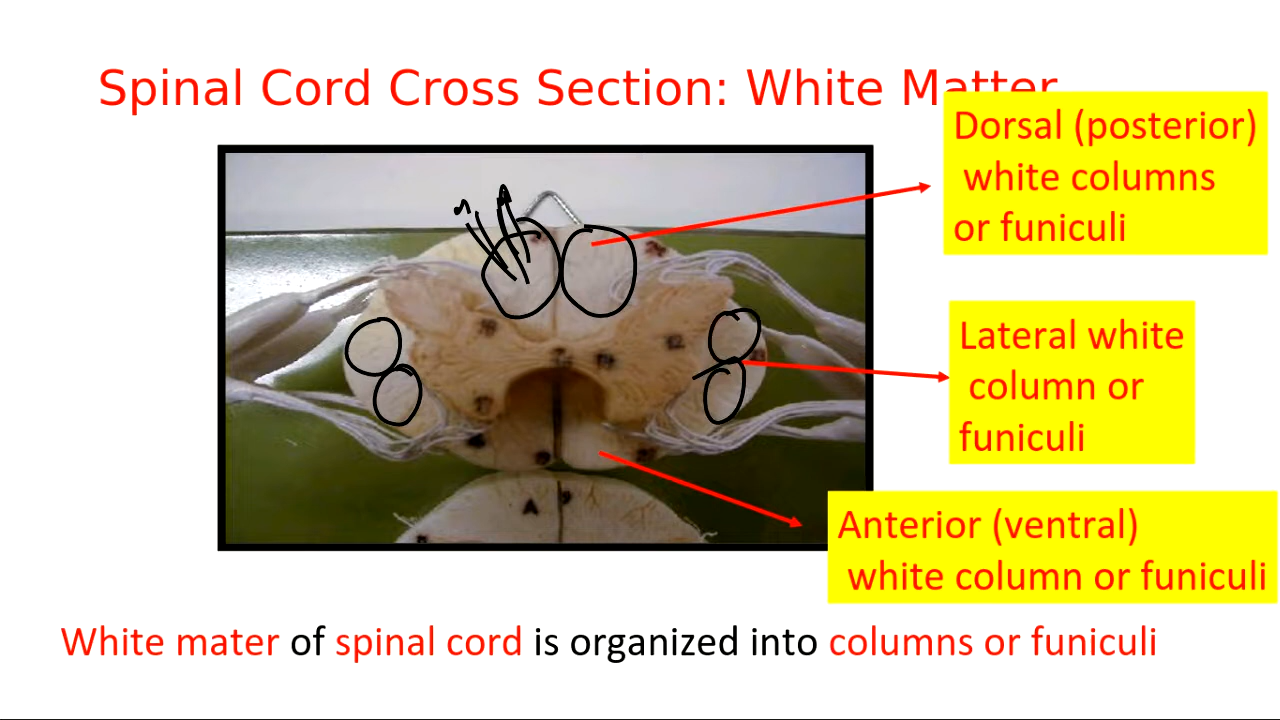 Spinal Cord Cross Section: White Matter
Dorsal (posterior)
white columns
or funiculi
Lateral white
column or
funiculi
Anterior (ventral)
white column or funiculi
A
White mater of spinal cord is organized into columns or funiculi